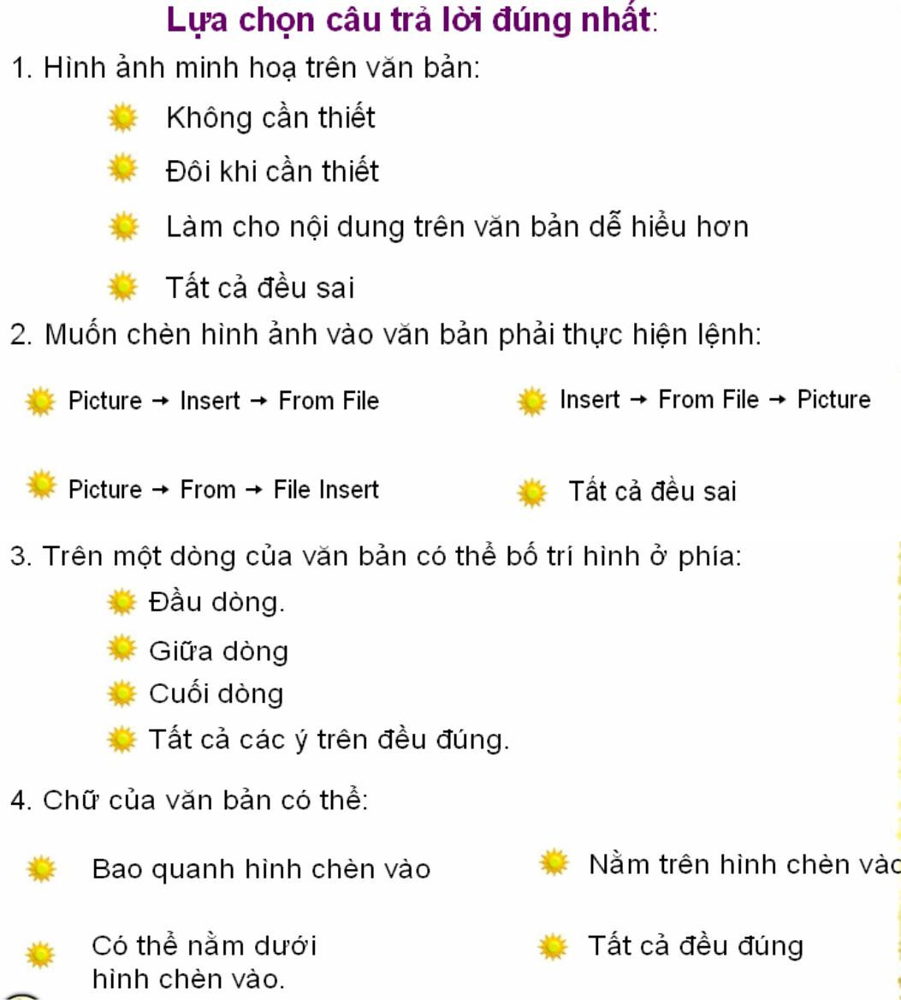 Lựa chọn câu trả lời đúng nhất:
1. Hình ảnh minh hoạ trên văn bản:
Không cần thiết
Đôi khi cần thiết
Làm cho nội dung trên văn bản dễ hiểu hơn
Tất cả đều sai
2. Muốn chèn hình ảnh vào văn bản phải thực hiện lệnh:
Picture → Insert → From File
Insert → From File → Picture
Picture → From → File Insert
Tất cả đều sai
3. Trên một dòng của văn bản có thể bố trí hình ở phía:
Đầu dòng.
Giữa dòng
Cuối dòng
Tất cả các ý trên đều đúng.
4. Chữ của văn bản có thể:
Bao quanh hình chèn vào
Nằm trên hình chèn vào
Có thể nằm dưới
hình chèn vào.
Tất cả đều đúng